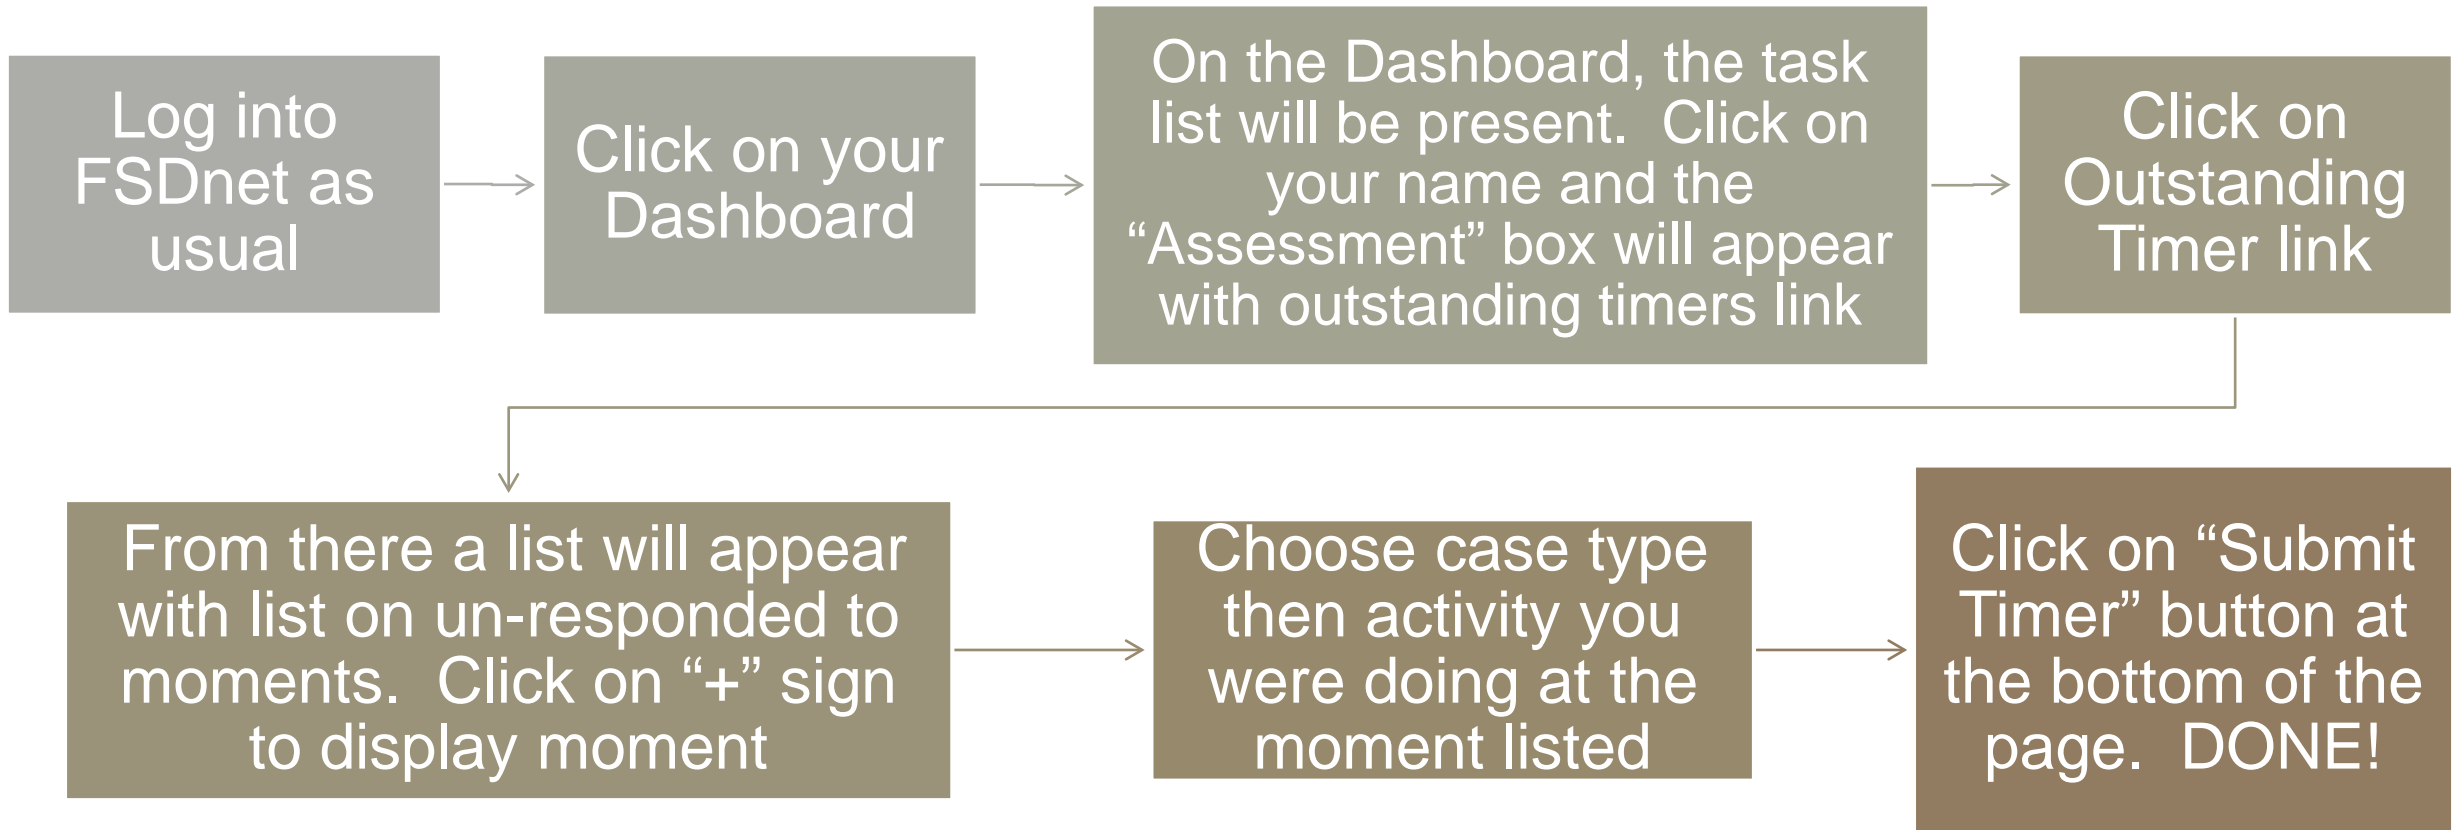 Log into
FSDnet as
usual
Click on your
Dashboard
On the Dashboard, the task
list will be present.  Click on
your name and the
“Assessment” box will appear
with outstanding timers link
Click on
Outstanding
Timer link
From there a list will appear
with list on un-responded to
moments.  Click on “+” sign
to display moment
Choose case type
then activity you
were doing at the
moment listed
Click on “Submit
Timer” button at
the bottom of the
page.  DONE!